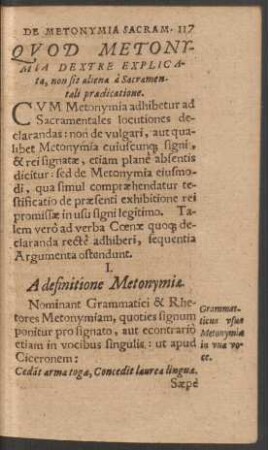 DE METONYMIA SACRAM. 117
QVOD METONY-
MIA DEXTRE EXPLICA-
ta, non sit aliena à Sacramen-
tali prædicatione.
CVM Metonymia adhibetur ad
Sacramentales locutiones de-
clarandas: non de vulgari, aut qua-
libet Metonymia cuiuscunq; signi,
& rei signatæ, etiam planè absentis
dicitur: sed de Metonymia eiusmo-
di, qua simul compræhendatur te-
stificatio de præsenti exhibitione rei
promissæ in usu signi legitimo. Ta-
lem verò ad verba Cœnæ quoq; de-
claranda rectè adhiberi, sequentia
Argumenta ostendunt.
I.
A definitione Metonymiæ.
Nominant Grammatici & Rhe-
tores Metonymiam, quoties signum
ponitur pro signato, aut econtrariò
etiam in vocibus singulis: ut apud
Ciceronem:
Cedāt arma togæ, Concedit laurea linguæ.
Sæpè
Grammat-
ticus vsus
Metonymiæ
in vna vo-
ce.